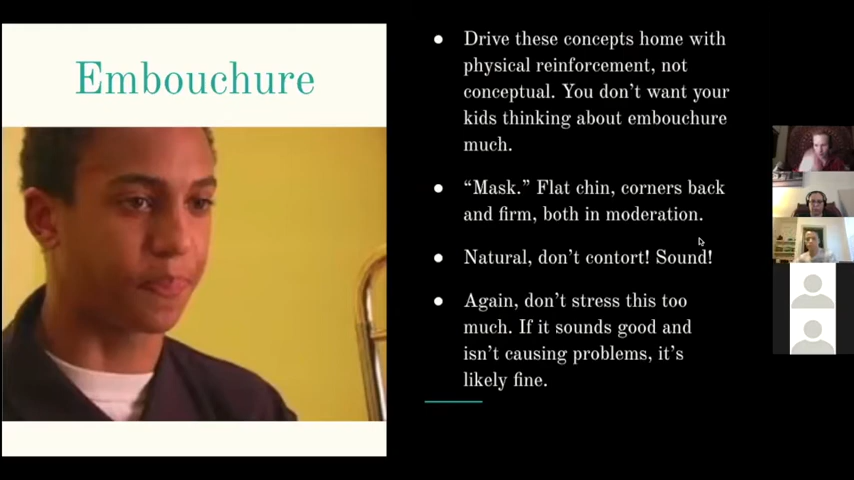 Embouchure
● Drive these concepts home with
physical reinforcement, not
conceptual. You don't want your
kids thinking about embouchure
much.
● “Mask.” Flat chin, corners back
and firm, both in moderation.
● Natural, don't contort! Sound!
● Again, don't stress this too
much. If it sounds good and
isn't causing problems, it's
likely fine.